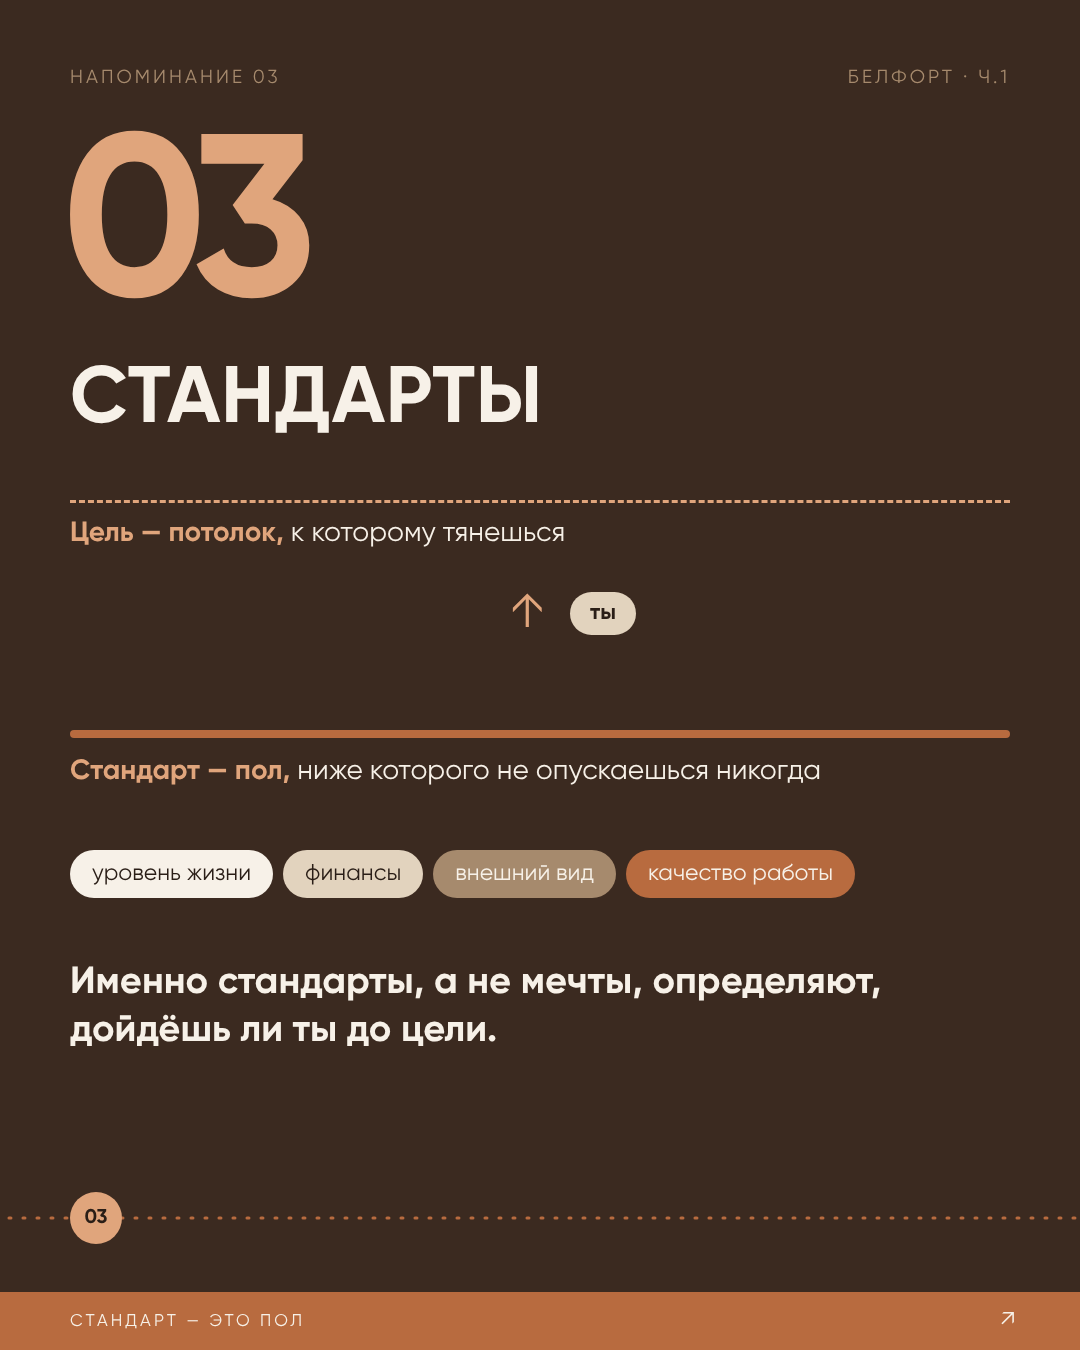 НАПОМИНАНИЕ 03
БЕЛФОРТ · Ч.1
03
СТАНДАРТЫ
Цель — потолок, к которому тянешься
↑ ты
Стандарт — пол, ниже которого не опускаешься никогда
уровень жизни
финансы
внешний вид
качество работы
Именно стандарты, а не мечты, определяют,
дойдёшь ли ты до цели.
03
СТАНДАРТ — ЭТО ПОЛ ↗